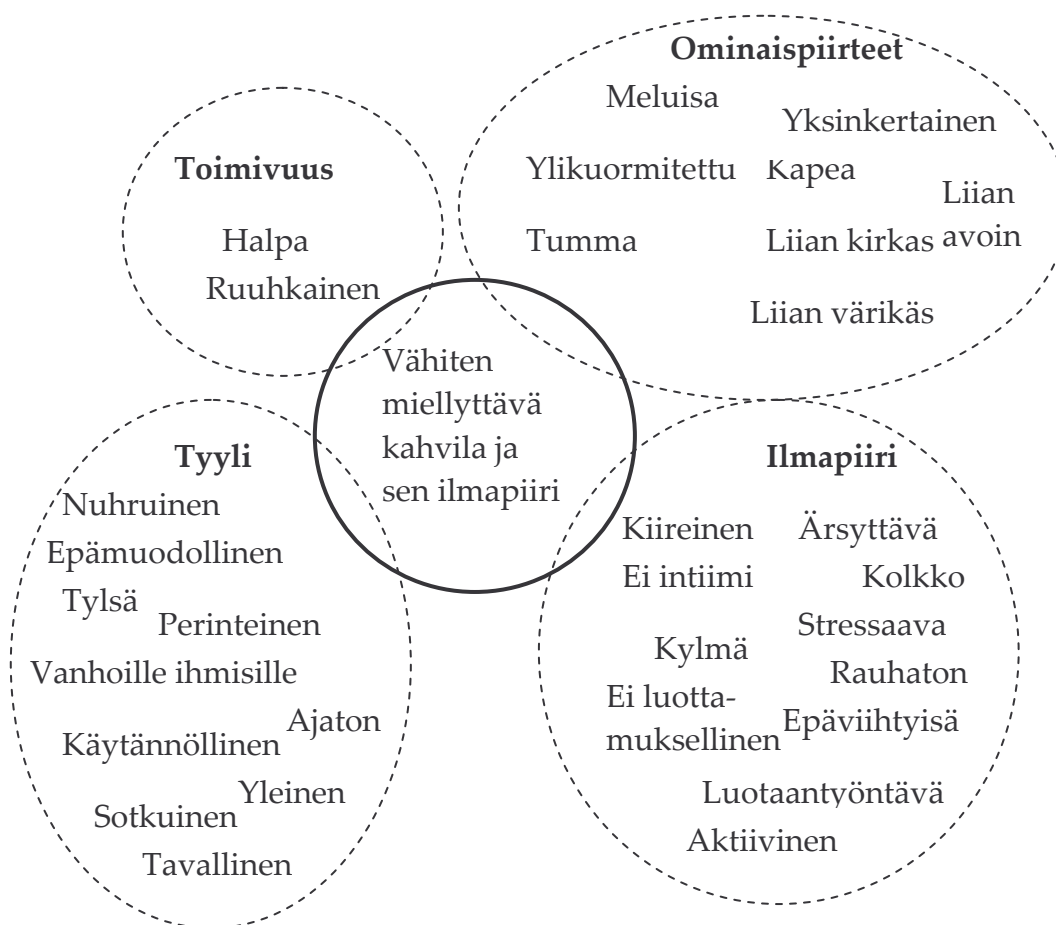 Ominaispiirteet
Meluisa
Yksinkertainen
Ylikuormitettu
Kapea
Liian
avoin
Tumma
Liian kirkas
Liian värikäs
Toimivuus
Halpa
Ruuhkainen
Vähiten
miellyttävä
kahvila ja
sen ilmapiiri
Tyyli
Nuhruinen
Epämuodollinen
Tylsä
Perinteinen
Vanhoille ihmisille
Ajaton
Käytännöllinen
Yleinen
Sotkuinen
Tavallinen
Ilmapiiri
Kiireinen
Ärsyttävä
Ei intiimi
Kolkko
Stressaava
Kylmä
Rauhaton
Ei luotta-
muksellinen
Epäviihtyisä
Luotaantyöntävä
Aktiivinen